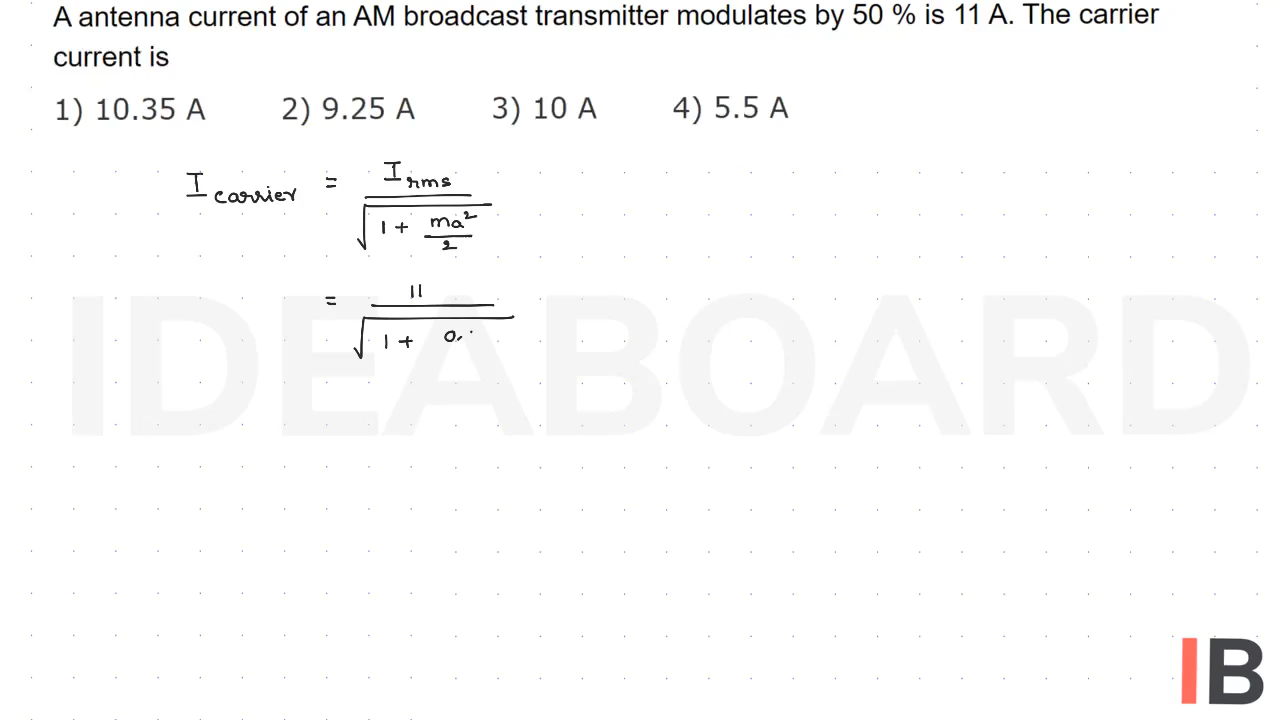 A antenna current of an AM broadcast transmitter modulates by 50 % is 11 A. The carrier
current is
1) 10.35 A 2) 9.25 A 3) 10 A 4) 5.5 A
I carrier = I rms / √(1 + ma² / 2)
= 11 / √(1 + 0.
IDEABOARD
IB